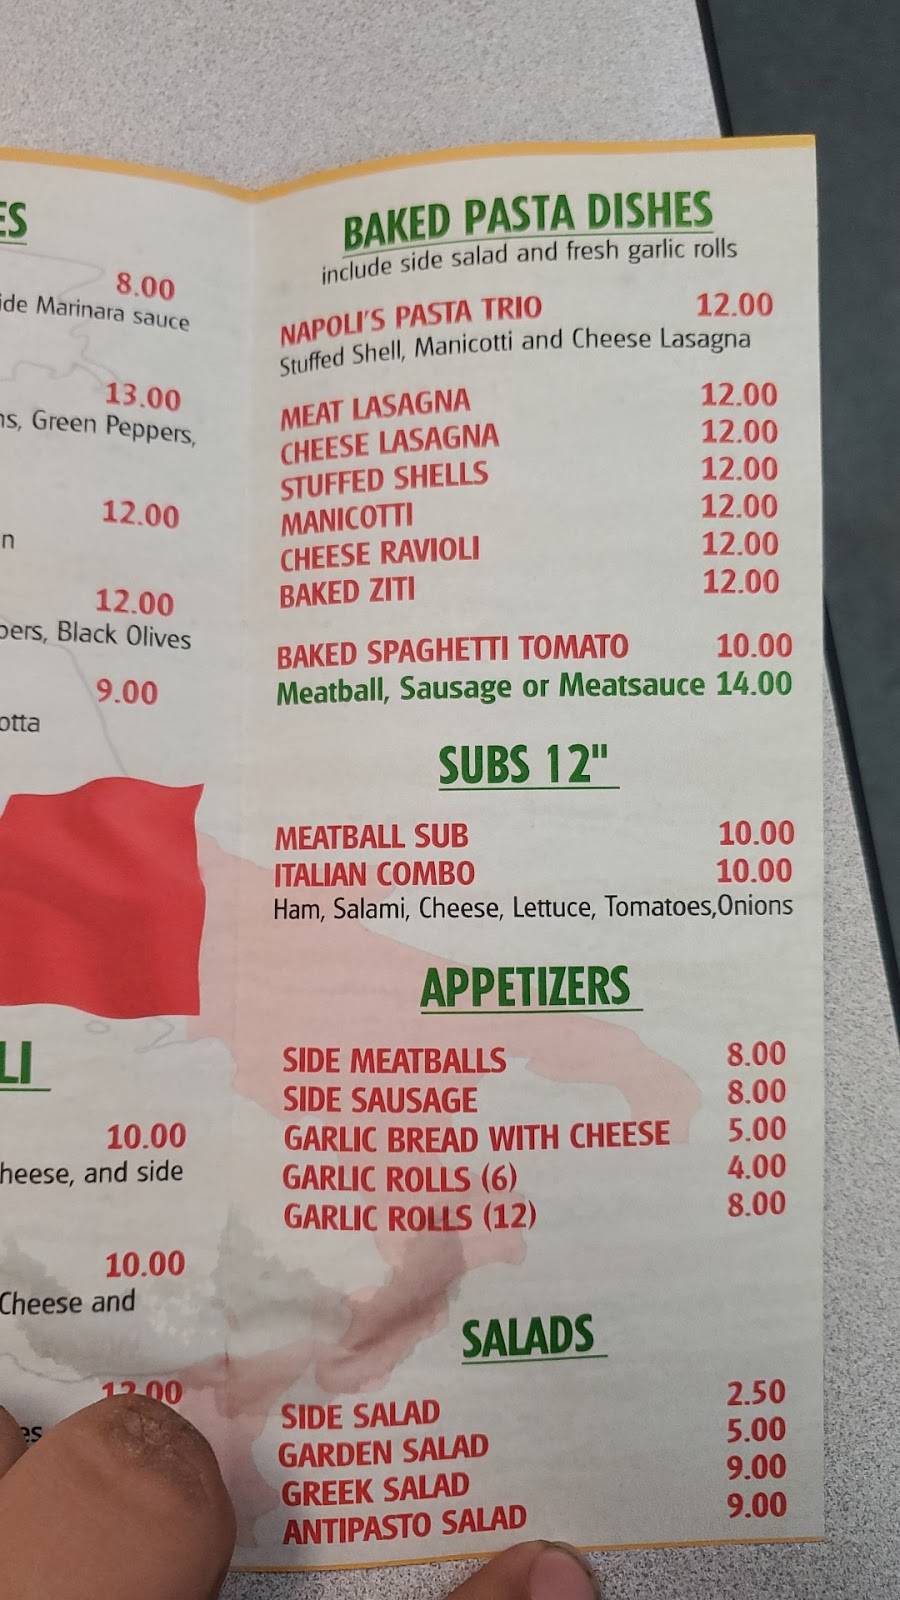 8.00
Marinara sauce
13.00
Green Peppers,
12.00
12.00
Black Olives
9.00
10.00
and side
10.00
Cheese and
12.00
BAKED PASTA DISHES
include side salad and fresh garlic rolls
NAPOLI'S PASTA TRIO 12.00
Stuffed Shell, Manicotti and Cheese Lasagna
MEAT LASAGNA 12.00
CHEESE LASAGNA 12.00
STUFFED SHELLS 12.00
MANICOTTI 12.00
CHEESE RAVIOLI 12.00
BAKED ZITI 12.00
BAKED SPAGHETTI TOMATO 10.00
Meatball, Sausage or Meatsauce 14.00
SUBS 12"
MEATBALL SUB 10.00
ITALIAN COMBO 10.00
Ham, Salami, Cheese, Lettuce, Tomatoes,Onions
APPETIZERS
SIDE MEATBALLS 8.00
SIDE SAUSAGE 8.00
GARLIC BREAD WITH CHEESE 5.00
GARLIC ROLLS (6) 4.00
GARLIC ROLLS (12) 8.00
SALADS
SIDE SALAD 2.50
GARDEN SALAD 5.00
GREEK SALAD 9.00
ANTIPASTO SALAD 9.00